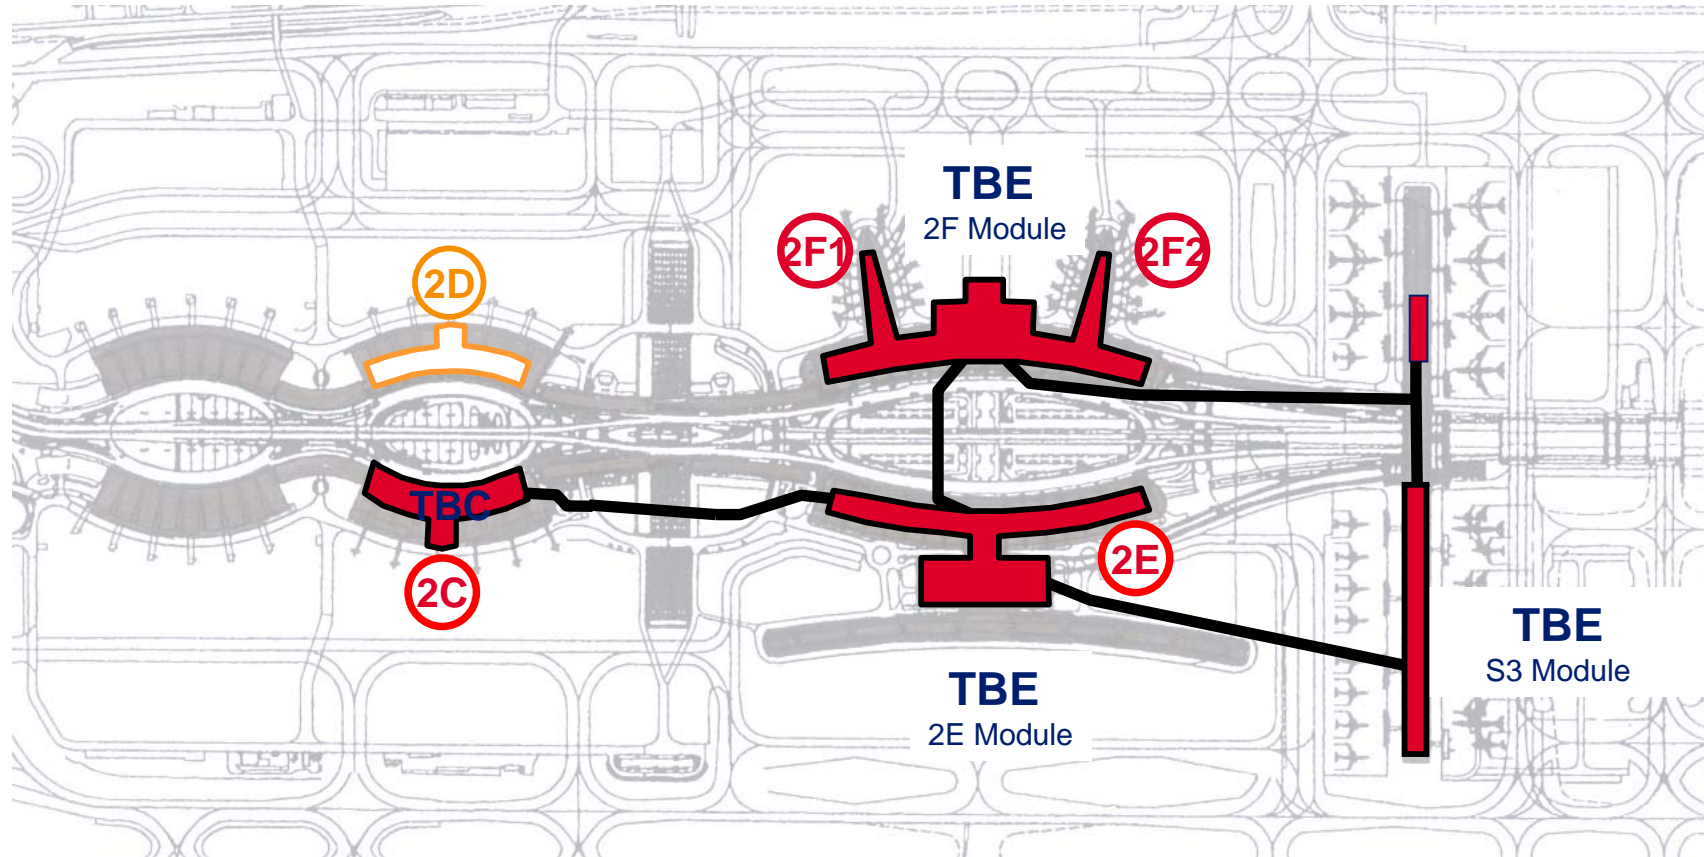 TBE
2F Module
2F1
2F2
2D
TBC
2C
2E
TBE
2E Module
TBE
S3 Module